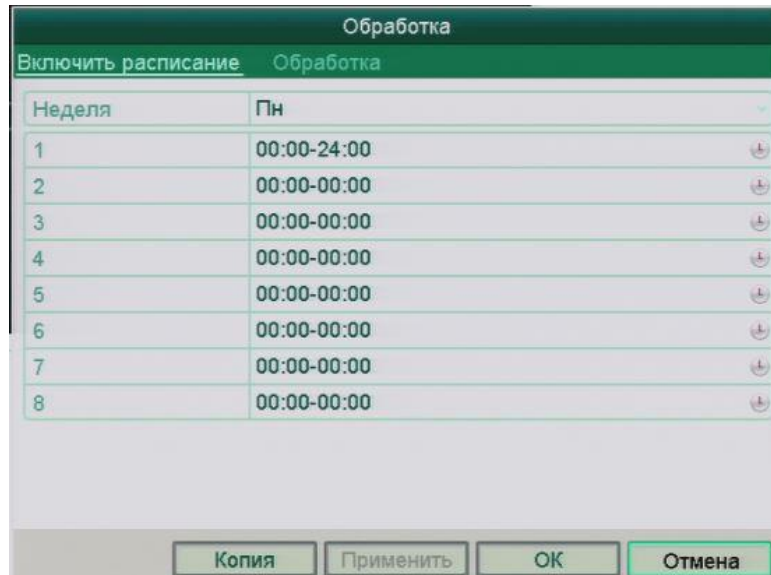 Обработка
Включить расписание Обработка
Неделя Пн
1 00:00-24:00
2 00:00-00:00
3 00:00-00:00
4 00:00-00:00
5 00:00-00:00
6 00:00-00:00
7 00:00-00:00
8 00:00-00:00
Копия Применить ОК Отмена